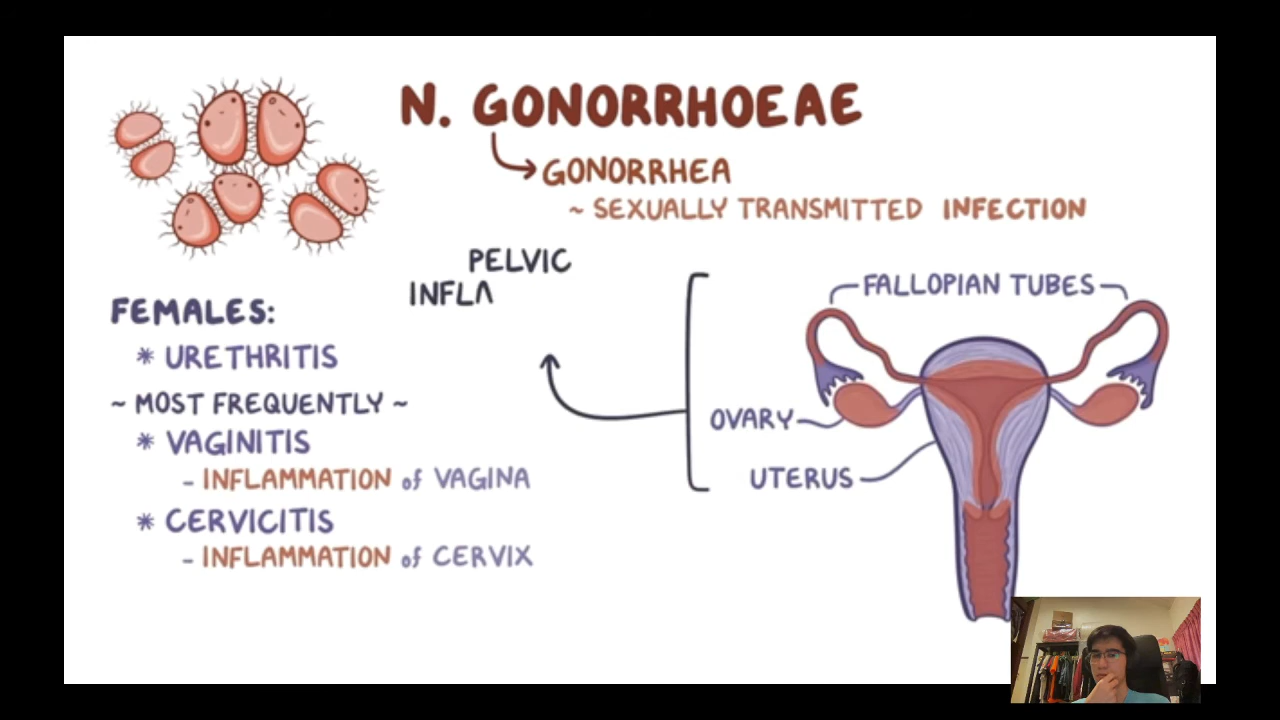 N. GONORRHOEAE
GONORRHEA
~ SEXUALLY TRANSMITTED INFECTION
PELVIC
INFLA
FEMALES:
* URETHRITIS
~ MOST FREQUENTLY ~
* VAGINITIS
- INFLAMMATION of VAGINA
* CERVICITIS
- INFLAMMATION of CERVIX
FALLOPIAN TUBES
OVARY
UTERUS